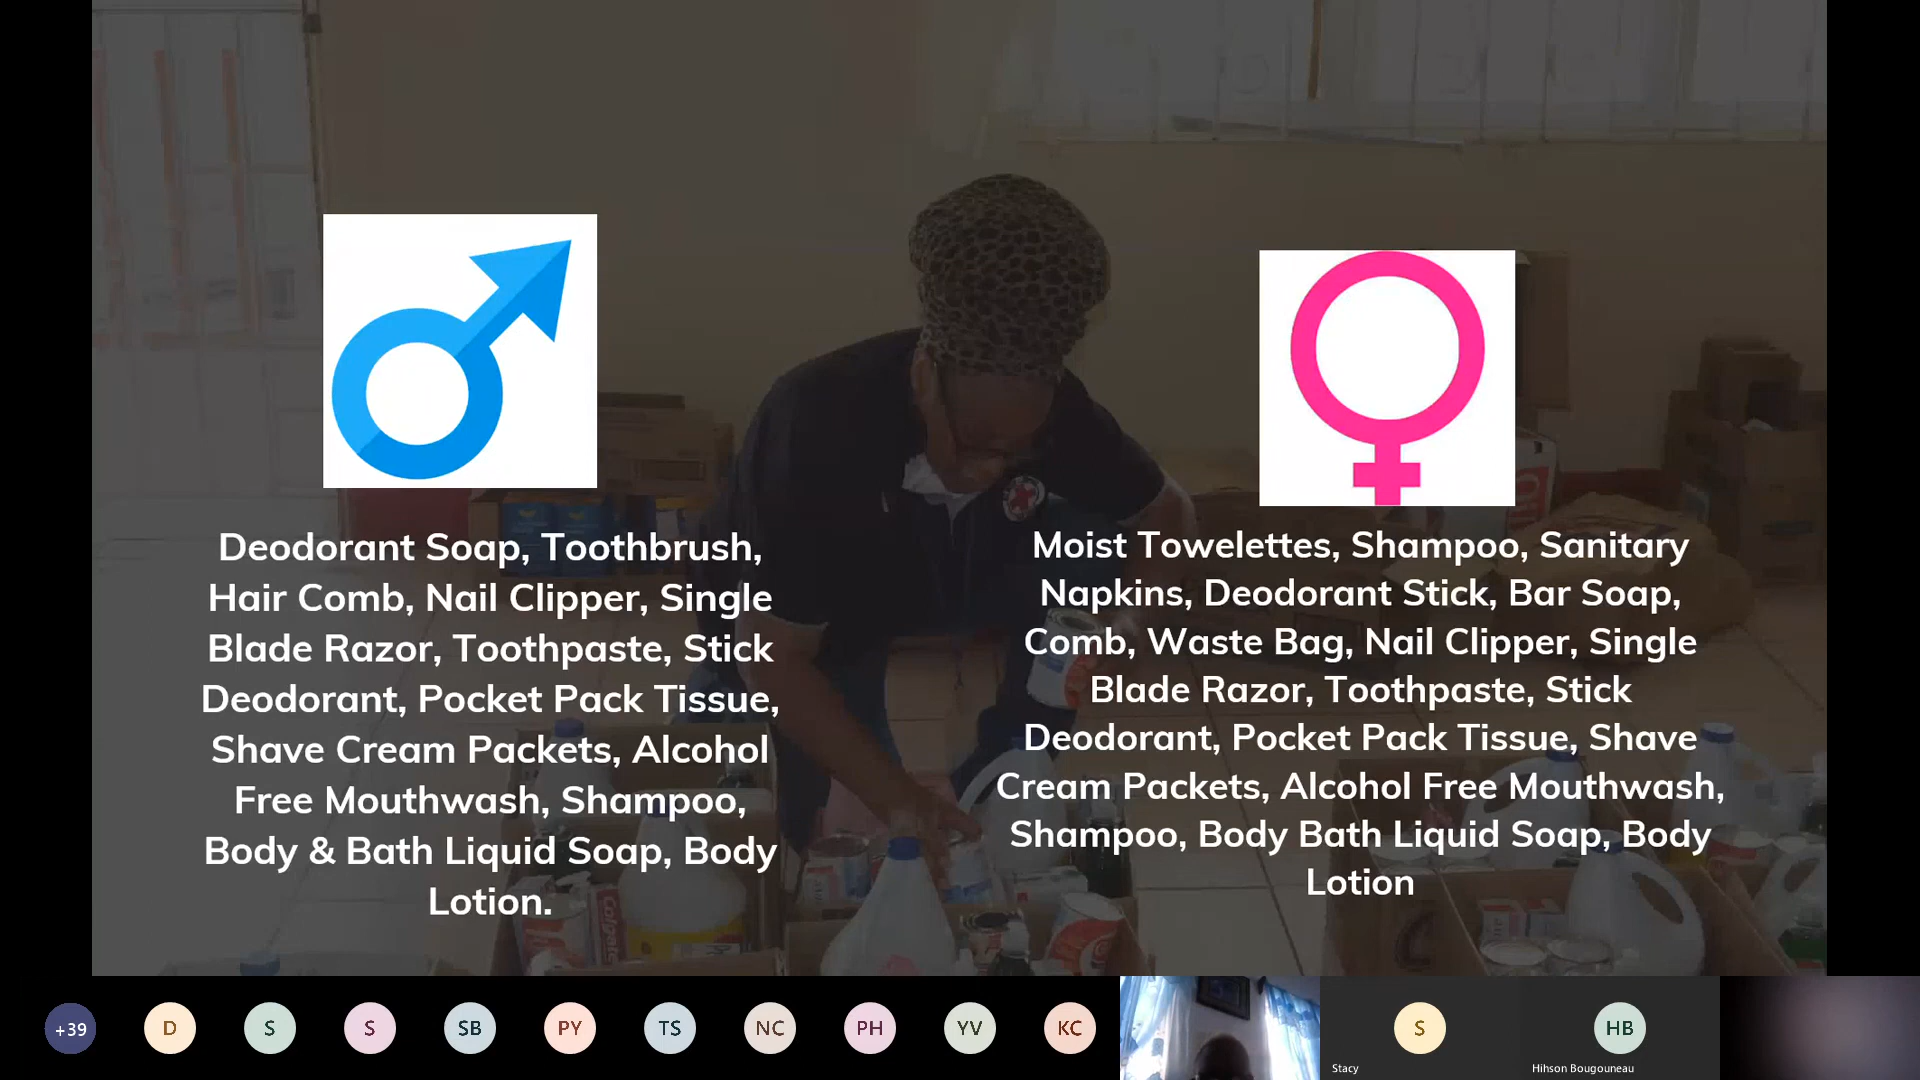 Deodorant Soap, Toothbrush,
Hair Comb, Nail Clipper, Single
Blade Razor, Toothpaste, Stick
Deodorant, Pocket Pack Tissue,
Shave Cream Packets, Alcohol
Free Mouthwash, Shampoo,
Body & Bath Liquid Soap, Body
Lotion.
Moist Towelettes, Shampoo, Sanitary
Napkins, Deodorant Stick, Bar Soap,
Comb, Waste Bag, Nail Clipper, Single
Blade Razor, Toothpaste, Stick
Deodorant, Pocket Pack Tissue, Shave
Cream Packets, Alcohol Free Mouthwash,
Shampoo, Body Bath Liquid Soap, Body
Lotion
Colgate
+39
D
S
S
SB
PY
TS
NC
PH
YV
KC
S
Stacy
HB
Hihson Bougouneau